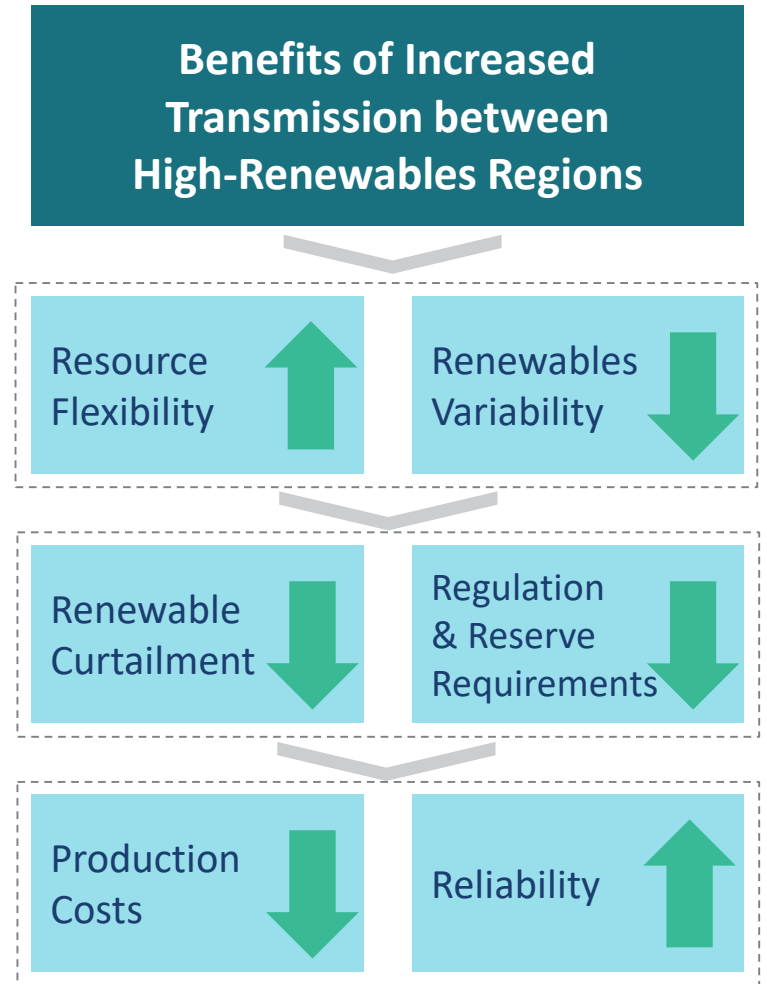 Benefits of Increased
Transmission between
High-Renewables Regions
Resource
Flexibility
Renewables
Variability
Renewable
Curtailment
Regulation
& Reserve
Requirements
Production
Costs
Reliability